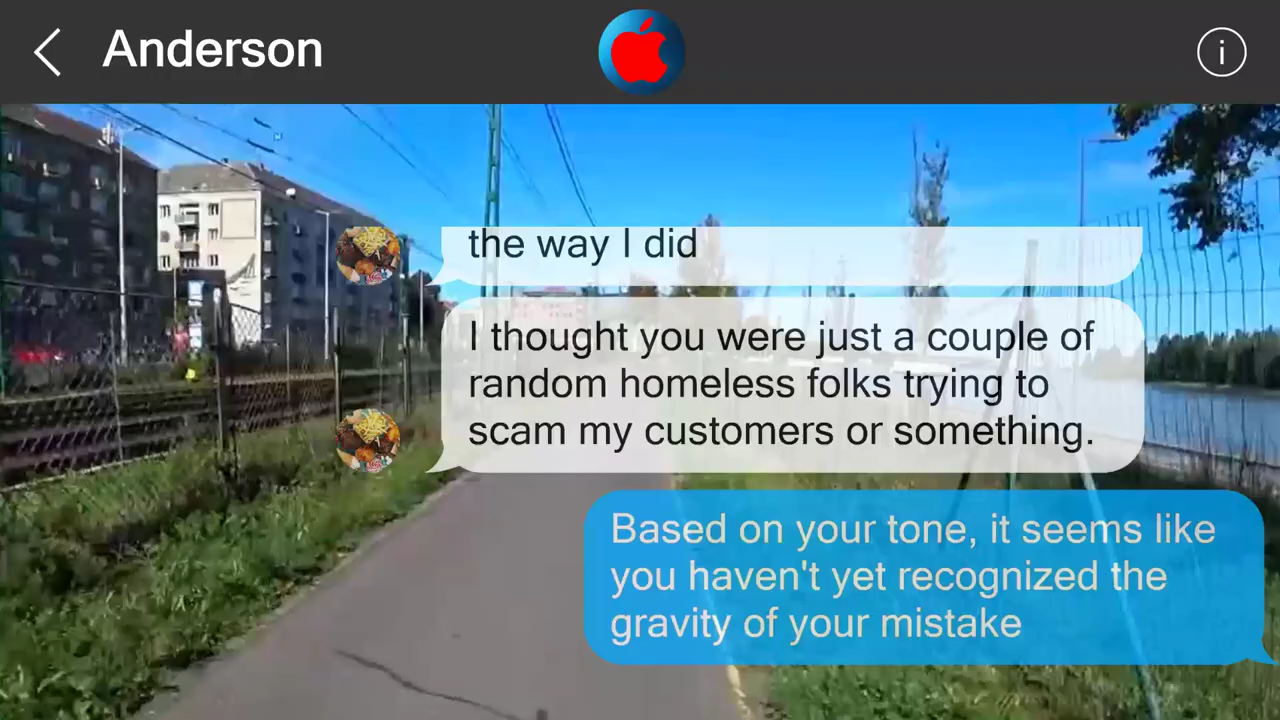 Anderson
i
the way I did
I thought you were just a couple of
random homeless folks trying to
scam my customers or something.
Based on your tone, it seems like
you haven't yet recognized the
gravity of your mistake